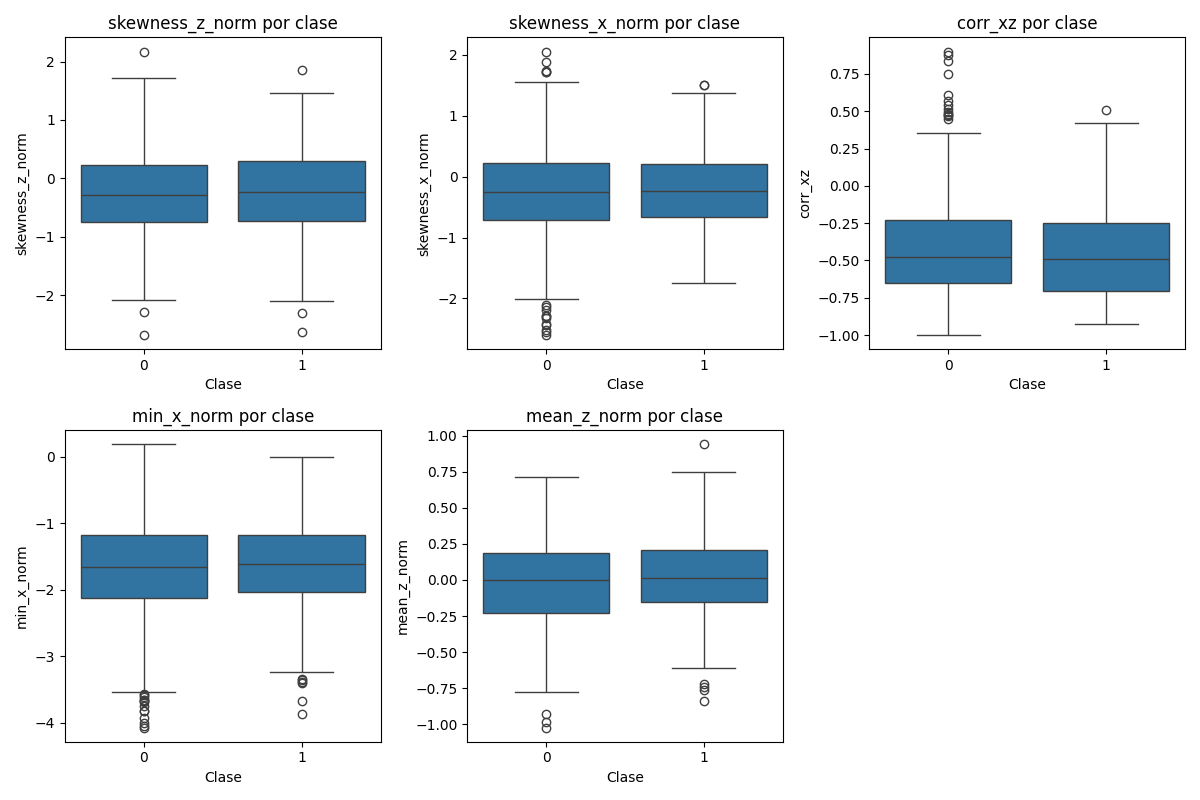 skewness_z_norm por clase
skewness_z_norm
2
1
0
−1
−2
0 1
Clase
skewness_x_norm por clase
skewness_x_norm
2
1
0
−1
−2
0 1
Clase
corr_xz por clase
corr_xz
0.75
0.50
0.25
0.00
−0.25
−0.50
−0.75
−1.00
0 1
Clase
min_x_norm por clase
min_x_norm
0
−1
−2
−3
−4
0 1
Clase
mean_z_norm por clase
mean_z_norm
1.00
0.75
0.50
0.25
0.00
−0.25
−0.50
−0.75
−1.00
0 1
Clase